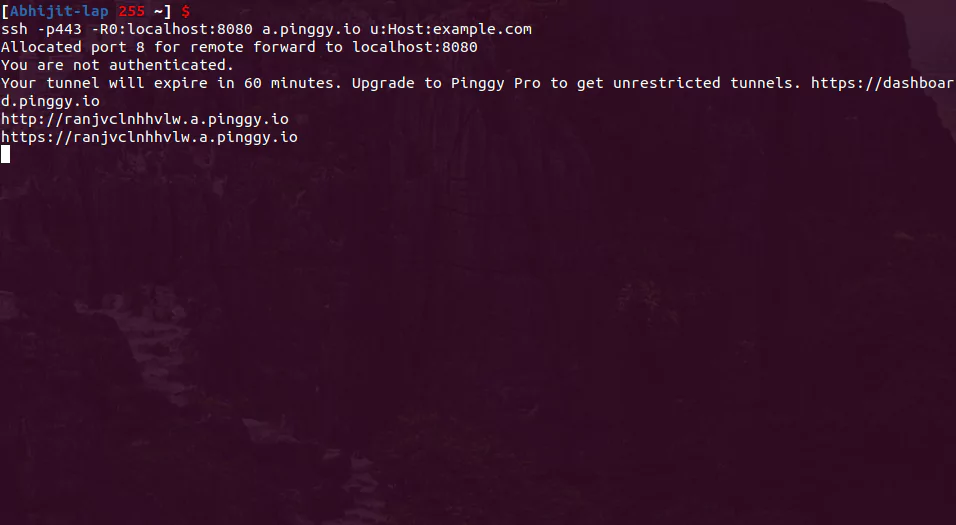 [Abhijit-lap 255 ~] $
ssh -p443 -R0:localhost:8080 a.pinggy.io u:Host:example.com
Allocated port 8 for remote forward to localhost:8080
You are not authenticated.
Your tunnel will expire in 60 minutes. Upgrade to Pinggy Pro to get unrestricted tunnels. https://dashboar
d.pinggy.io
http://ranjvclnhhvlw.a.pinggy.io
https://ranjvclnhhvlw.a.pinggy.io